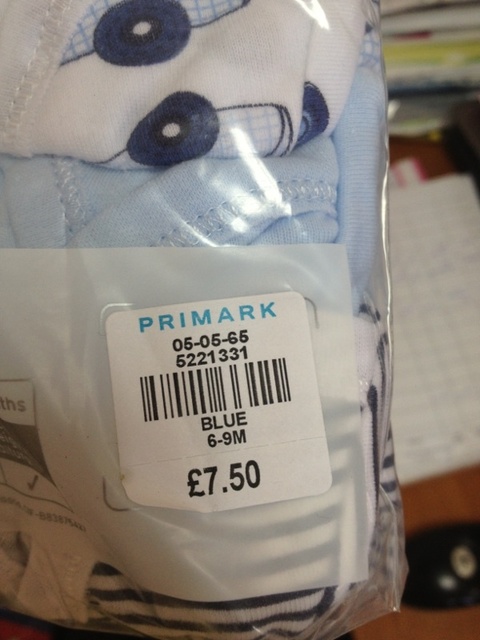 PRIMARK
05-05-65
5221331
BLUE
6-9M
£7.50
ths